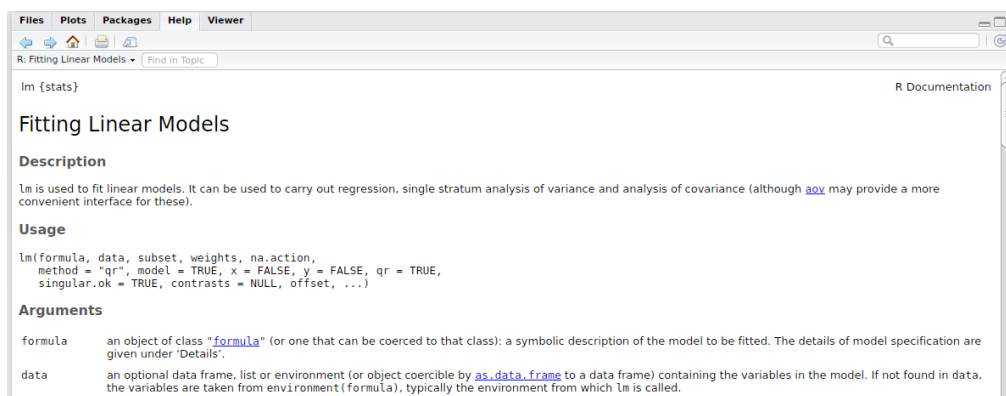 Files Plots Packages Help Viewer
R: Fitting Linear Models Find in Topic
lm {stats} R Documentation
Fitting Linear Models
Description
lm is used to fit linear models. It can be used to carry out regression, single stratum analysis of variance and analysis of covariance (although aov may provide a more
convenient interface for these).
Usage
lm(formula, data, subset, weights, na.action,
   method = "qr", model = TRUE, x = FALSE, y = FALSE, qr = TRUE,
   singular.ok = TRUE, contrasts = NULL, offset, ...)
Arguments
formula an object of class "formula" (or one that can be coerced to that class): a symbolic description of the model to be fitted. The details of model specification are
given under ‘Details’.
data an optional data frame, list or environment (or object coercible by as.data.frame to a data frame) containing the variables in the model. If not found in data,
the variables are taken from environment(formula), typically the environment from which lm is called.